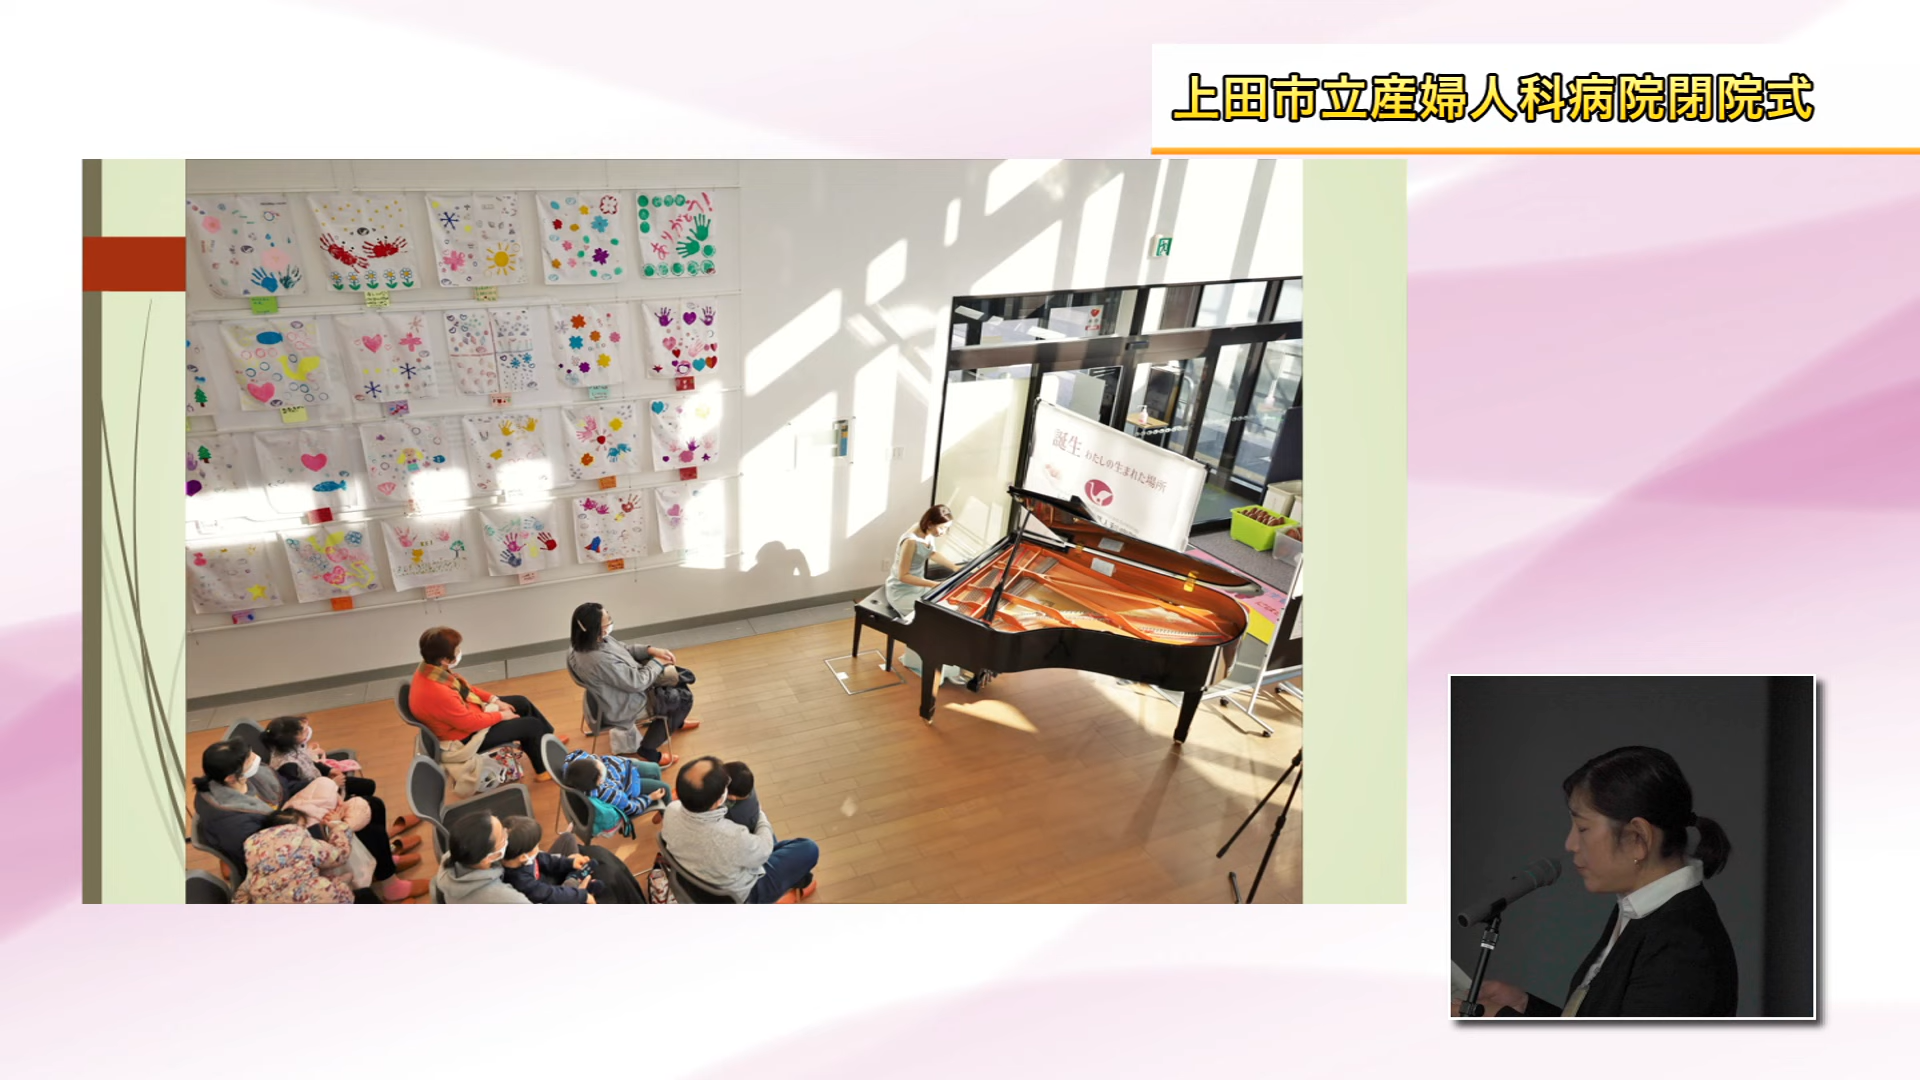 上田市立産婦人科病院閉院式
誕生 わたしの生まれた場所